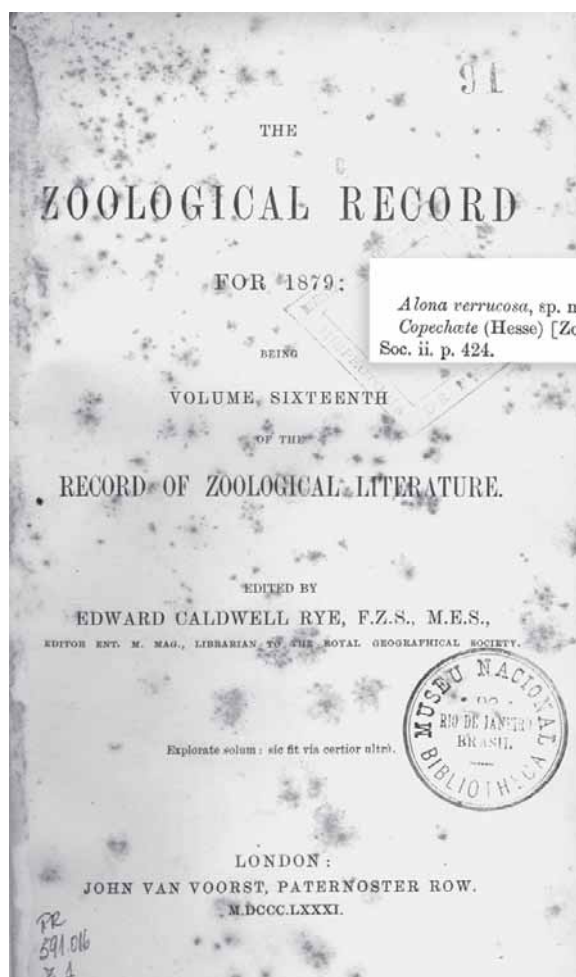 91
THE
ZOOLOGICAL RECORD
FOR 1879;
Alona verrucosa, sp. n
Copechæte (Hesse) [Zo
Soc. ii. p. 424.
BEING
VOLUME SIXTEENTH
OF THE
RECORD OF ZOOLOGICAL LITERATURE.
EDITED BY
EDWARD CALDWELL RYE, F.Z.S., M.E.S.,
EDITOR ENT. M. MAG., LIBRARIAN TO THE ROYAL GEOGRAPHICAL SOCIETY.
MUSEU NACIONAL
DO
RIO DE JANEIRO
BRASIL
BIBLIOTHECA
Explorate solum: sic fit via certior ultrò.
LONDON:
JOHN VAN VOORST, PATERNOSTER ROW.
M.DCCC.LXXXI.
PR
591.016